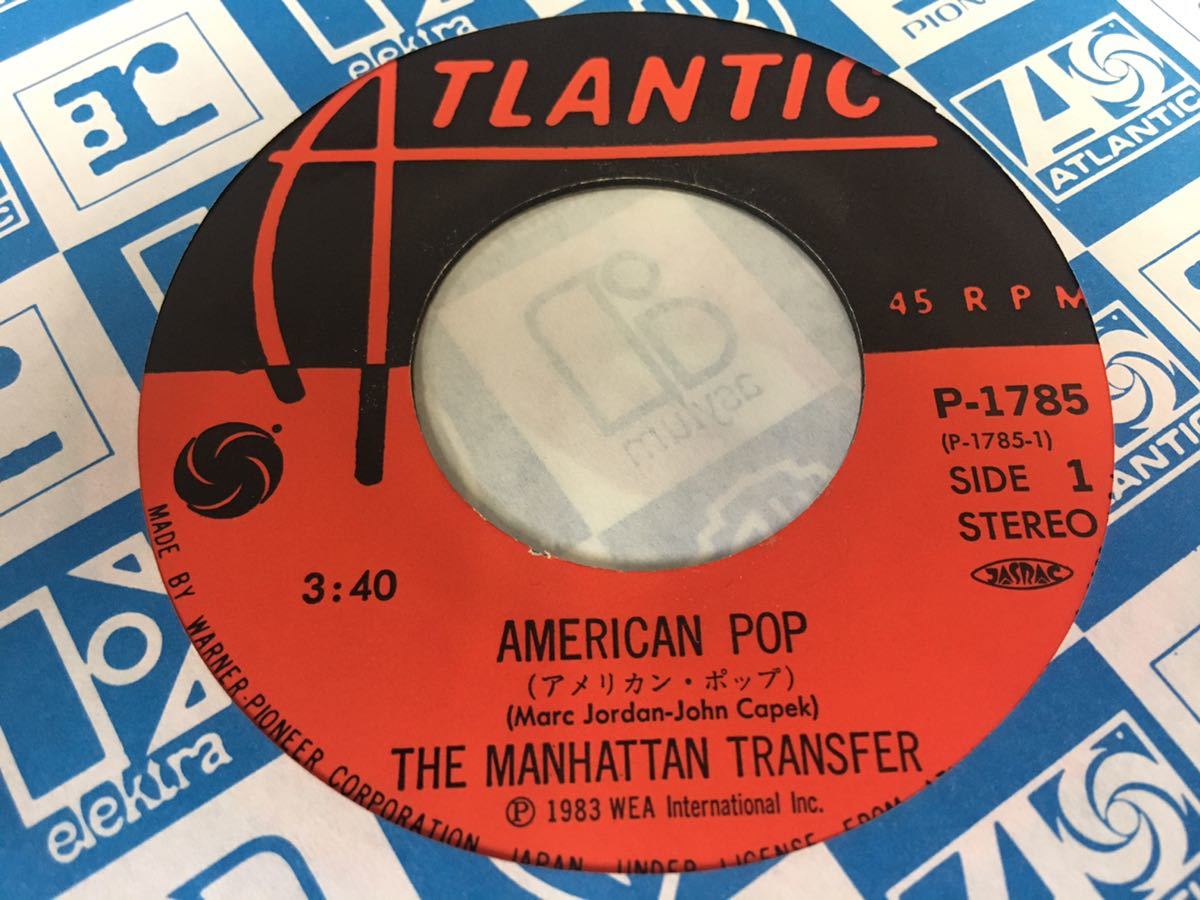 elektra
PION
ATLANTIC
ATLANTIC
45 RPM
P-1785
(P-1785-1)
SIDE 1
STEREO
JASRAC
asylum
3:40
AMERICAN POP
(アメリカン・ポップ)
(Marc Jordan-John Capek)
THE MANHATTAN TRANSFER
Ⓟ 1983 WEA International Inc.
MADE BY WARNER-PIONEER CORPORATION, JAPAN, UNDER LICENSE FROM
elektra